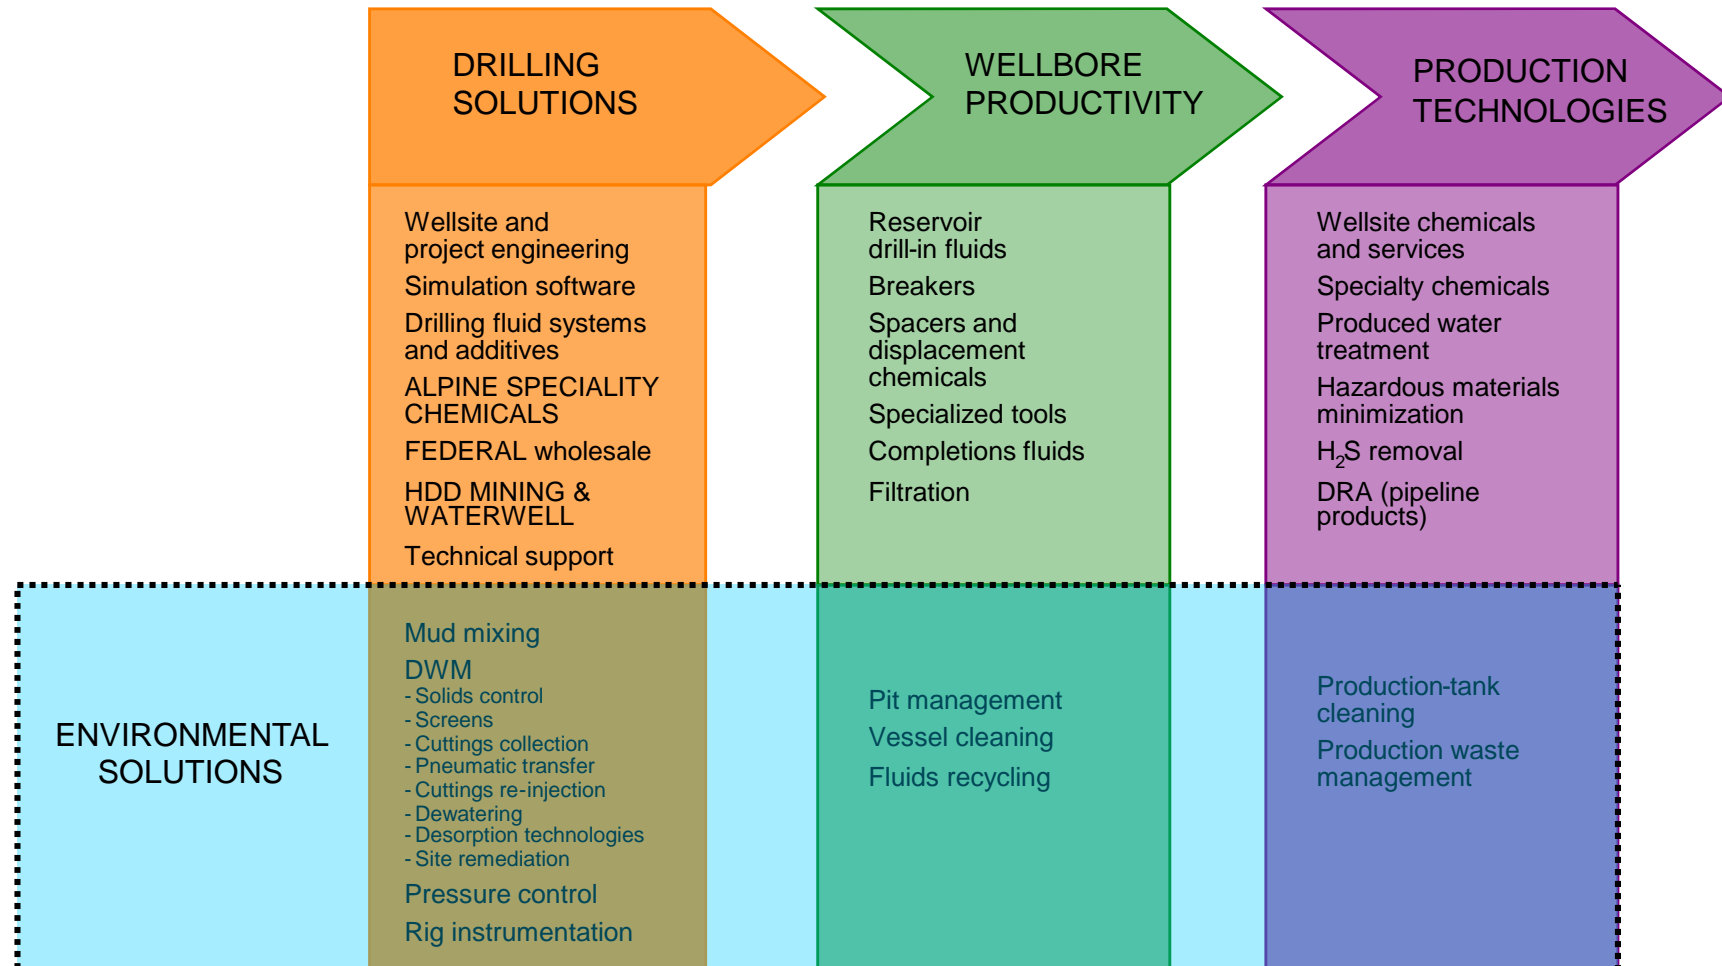 DRILLING
SOLUTIONS
WELLBORE
PRODUCTIVITY
PRODUCTION
TECHNOLOGIES
Wellsite and
project engineering
Simulation software
Drilling fluid systems
and additives
ALPINE SPECIALITY
CHEMICALS
FEDERAL wholesale
HDD MINING &
WATERWELL
Technical support
Reservoir
drill-in fluids
Breakers
Spacers and
displacement
chemicals
Specialized tools
Completions fluids
Filtration
Wellsite chemicals
and services
Specialty chemicals
Produced water
treatment
Hazardous materials
minimization
H₂S removal
DRA (pipeline
products)
ENVIRONMENTAL
SOLUTIONS
Mud mixing
DWM
- Solids control
- Screens
- Cuttings collection
- Pneumatic transfer
- Cuttings re-injection
- Dewatering
- Desorption technologies
- Site remediation
Pressure control
Rig instrumentation
Pit management
Vessel cleaning
Fluids recycling
Production-tank
cleaning
Production waste
management